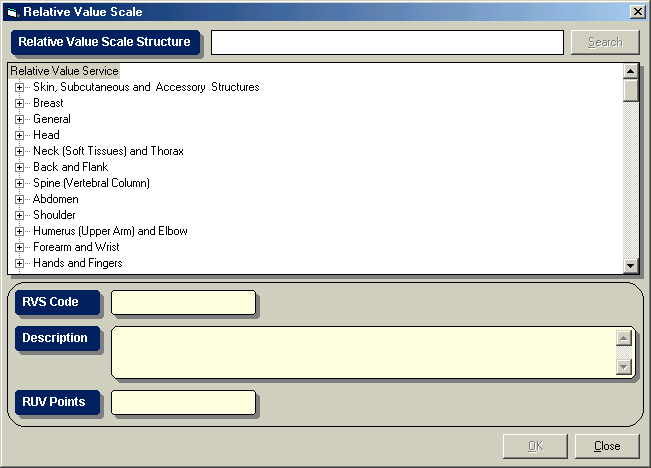 Relative Value Scale
Relative Value Scale Structure
Search
Relative Value Service
Skin, Subcutaneous and Accessory Structures
Breast
General
Head
Neck (Soft Tissues) and Thorax
Back and Flank
Spine (Vertebral Column)
Abdomen
Shoulder
Humerus (Upper Arm) and Elbow
Forearm and Wrist
Hands and Fingers
RVS Code
Description
RUV Points
OK
Close